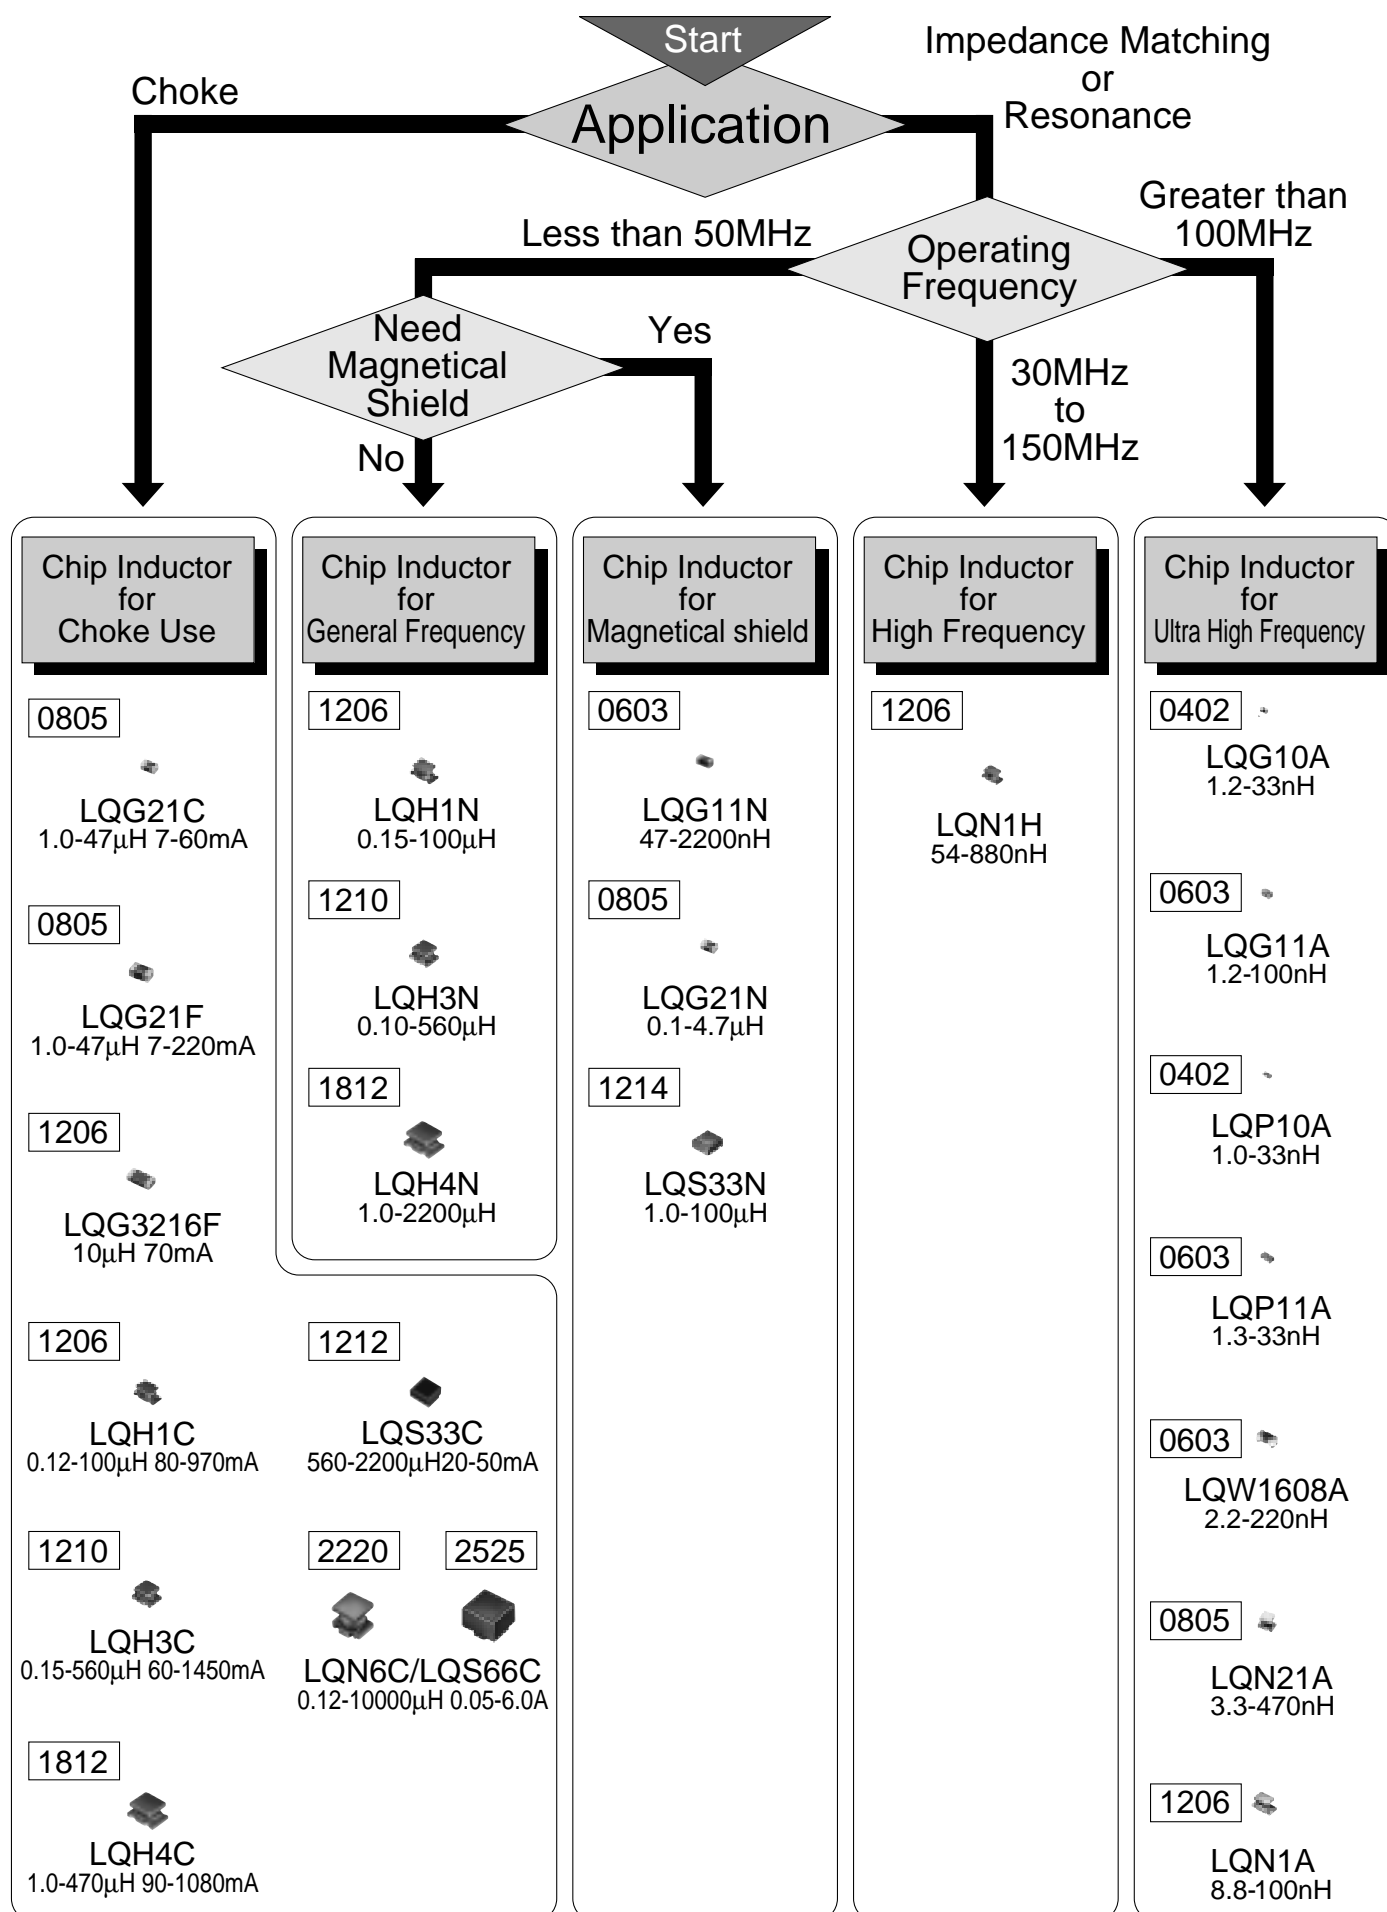 Start
Application
Choke
Impedance Matching
or
Resonance
Operating
Frequency
Less than 50MHz
Greater than
100MHz
30MHz
to
150MHz
Need
Magnetical
Shield
Yes
No
Chip Inductor
for
Choke Use
0805
LQG21C
1.0-47μH 7-60mA
0805
LQG21F
1.0-47μH 7-220mA
1206
LQG3216F
10μH 70mA
1206
LQH1C
0.12-100μH 80-970mA
1210
LQH3C
0.15-560μH 60-1450mA
1812
LQH4C
1.0-470μH 90-1080mA
1212
LQS33C
560-2200μH20-50mA
2220 2525
LQN6C/LQS66C
0.12-10000μH 0.05-6.0A
Chip Inductor
for
General Frequency
1206
LQH1N
0.15-100μH
1210
LQH3N
0.10-560μH
1812
LQH4N
1.0-2200μH
Chip Inductor
for
Magnetical shield
0603
LQG11N
47-2200nH
0805
LQG21N
0.1-4.7μH
1214
LQS33N
1.0-100μH
Chip Inductor
for
High Frequency
1206
LQN1H
54-880nH
Chip Inductor
for
Ultra High Frequency
0402
LQG10A
1.2-33nH
0603
LQG11A
1.2-100nH
0402
LQP10A
1.0-33nH
0603
LQP11A
1.3-33nH
0603
LQW1608A
2.2-220nH
0805
LQN21A
3.3-470nH
1206
LQN1A
8.8-100nH